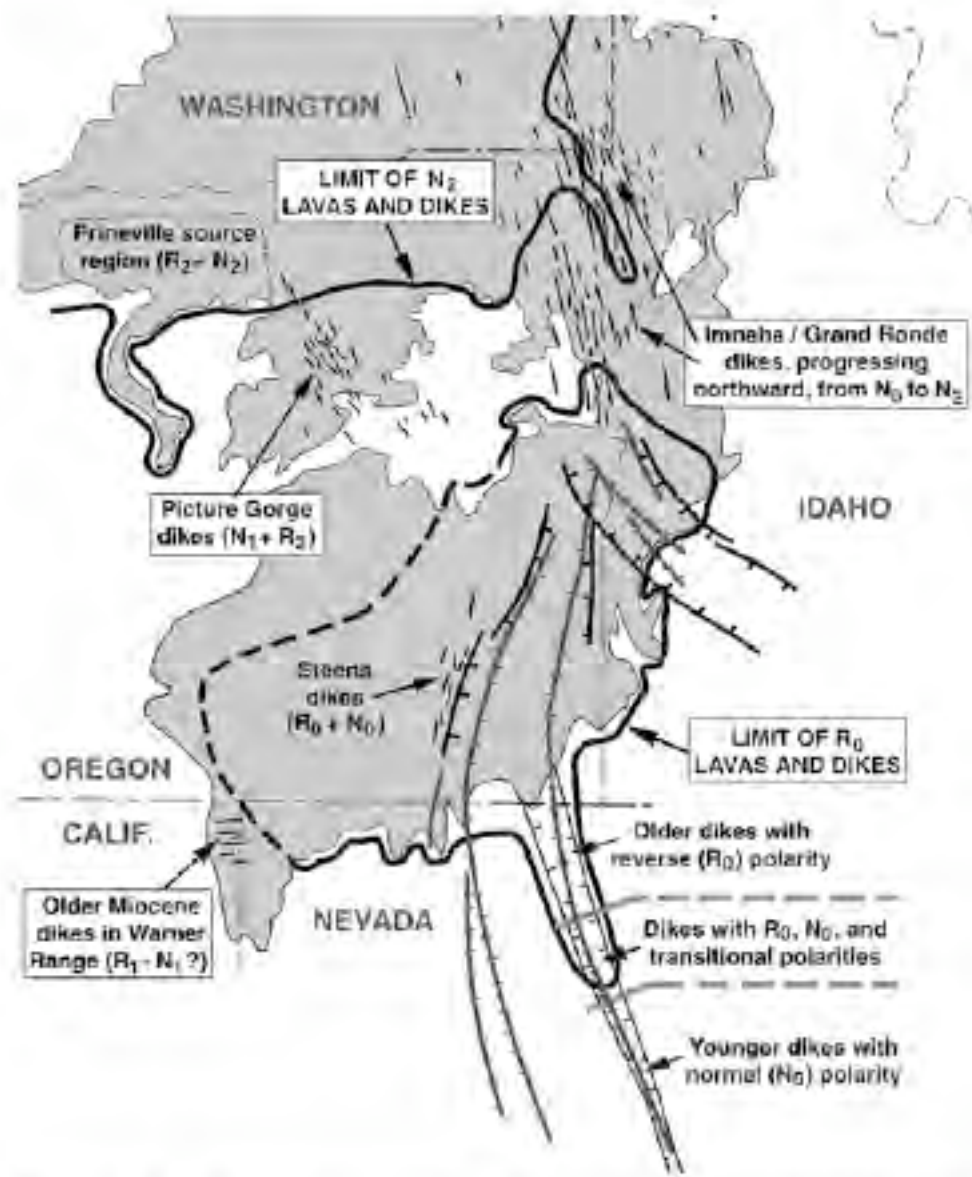 WASHINGTON
LIMIT OF N2
LAVAS AND DIKES
Prineville source
region (R2 - N2)
Imnaha / Grand Ronde
dikes, progressing
northward, from N0 to N2
Picture Gorge
dikes (N1 + R2)
IDAHO
Steens
dikes
(R0 + N0)
LIMIT OF R0
LAVAS AND DIKES
OREGON
CALIF.
Older dikes with
reverse (R0) polarity
Older Miocene
dikes in Warner
Range (R1 - N1?)
NEVADA
Dikes with R0, N0, and
transitional polarities
Younger dikes with
normal (N0) polarity